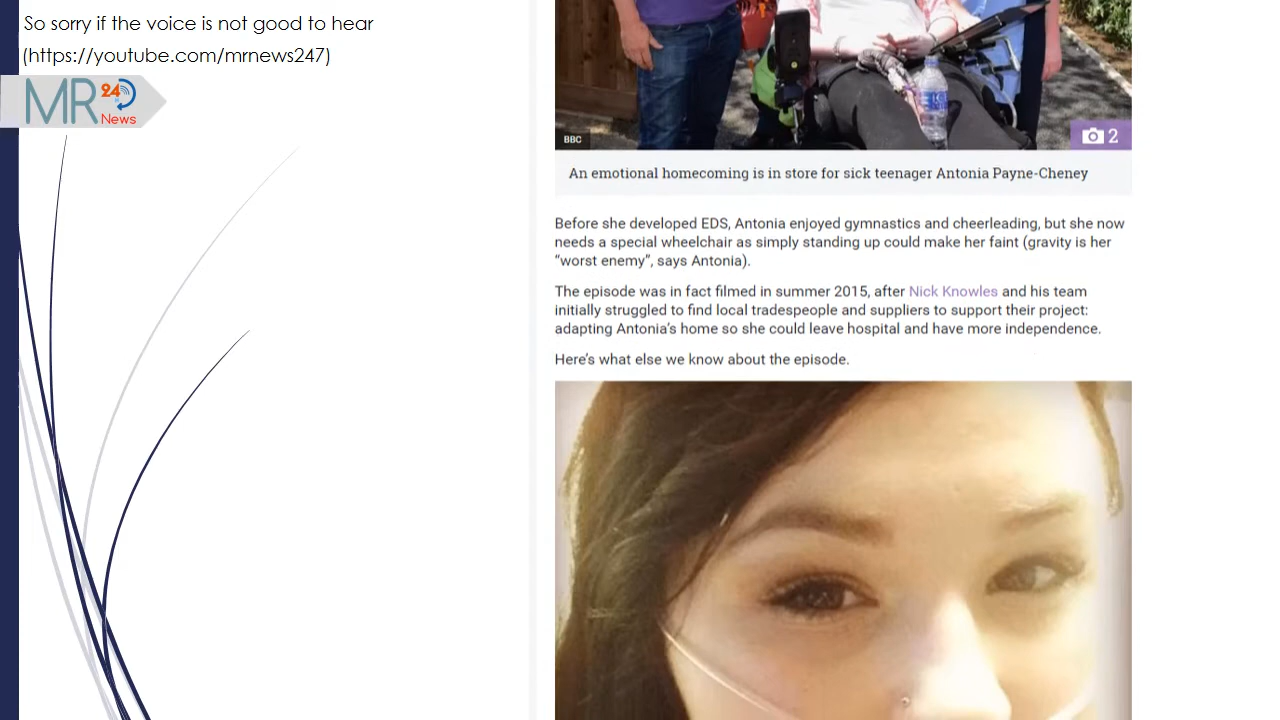 So sorry if the voice is not good to hear
(https://youtube.com/mrnews247)
MR 24 News
BBC
2
An emotional homecoming is in store for sick teenager Antonia Payne-Cheney
Before she developed EDS, Antonia enjoyed gymnastics and cheerleading, but she now
needs a special wheelchair as simply standing up could make her faint (gravity is her
“worst enemy”, says Antonia).
The episode was in fact filmed in summer 2015, after Nick Knowles and his team
initially struggled to find local tradespeople and suppliers to support their project:
adapting Antonia’s home so she could leave hospital and have more independence.
Here’s what else we know about the episode.